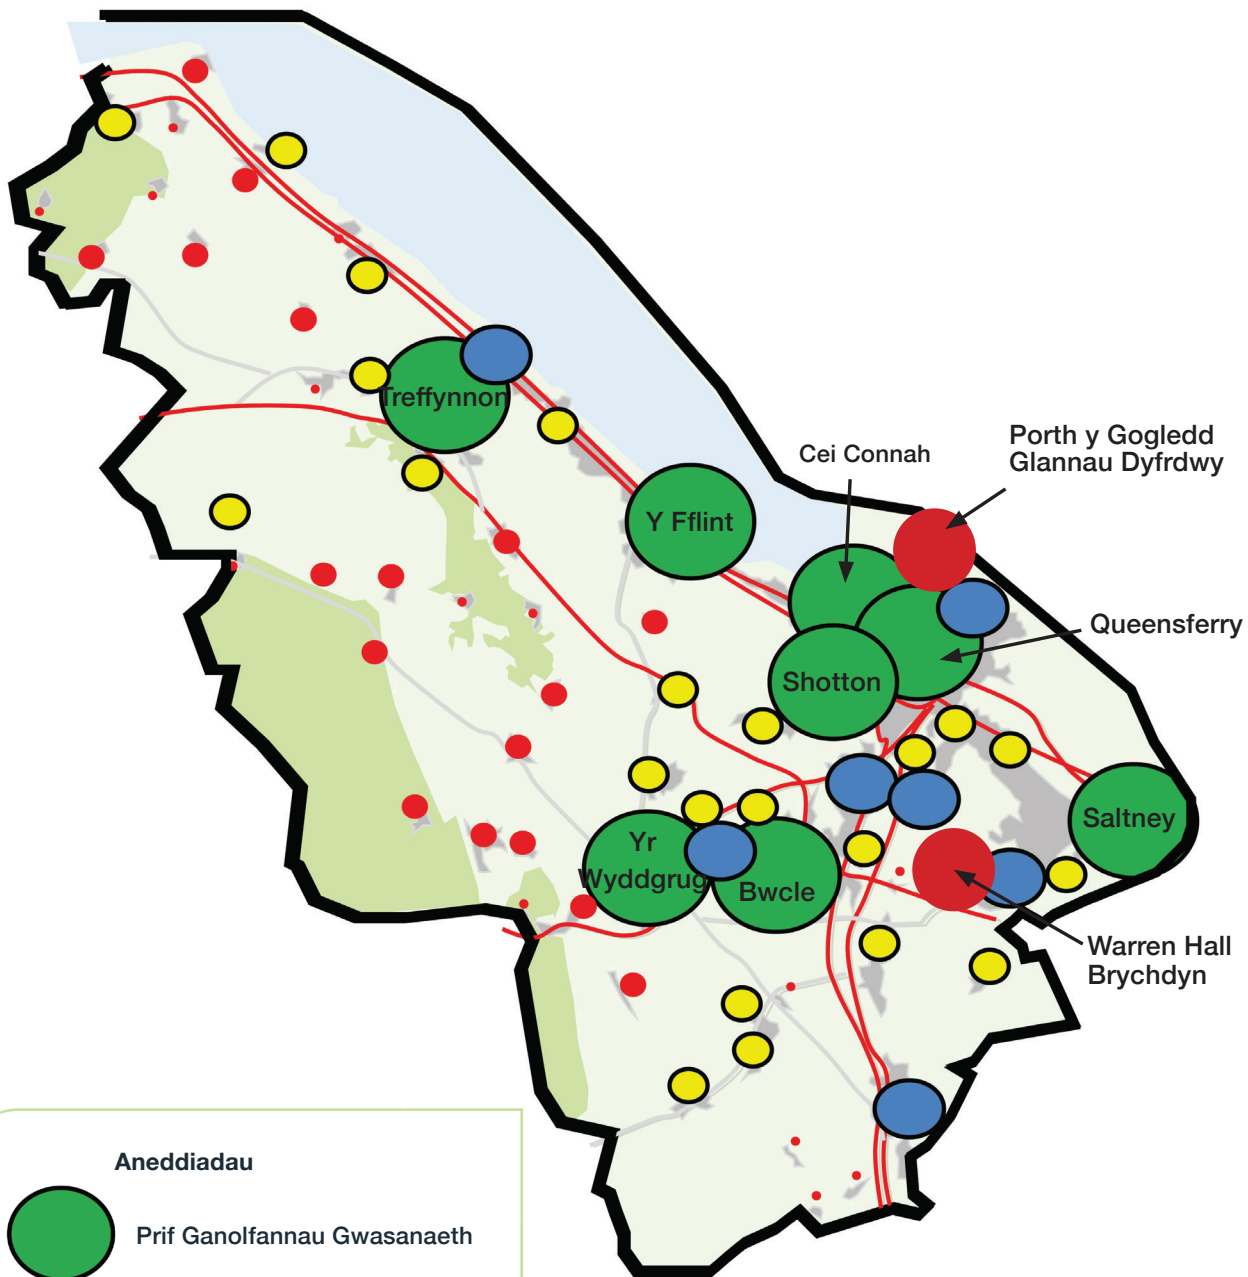 Treffynnon
Y Fflint
Cei Connah
Porth y Gogledd
Glannau Dyfrdwy
Queensferry
Shotton
Saltney
Yr
Wyddgrug
Bwcle
Warren Hall
Brychdyn
Aneddiadau
Prif Ganolfannau Gwasanaeth